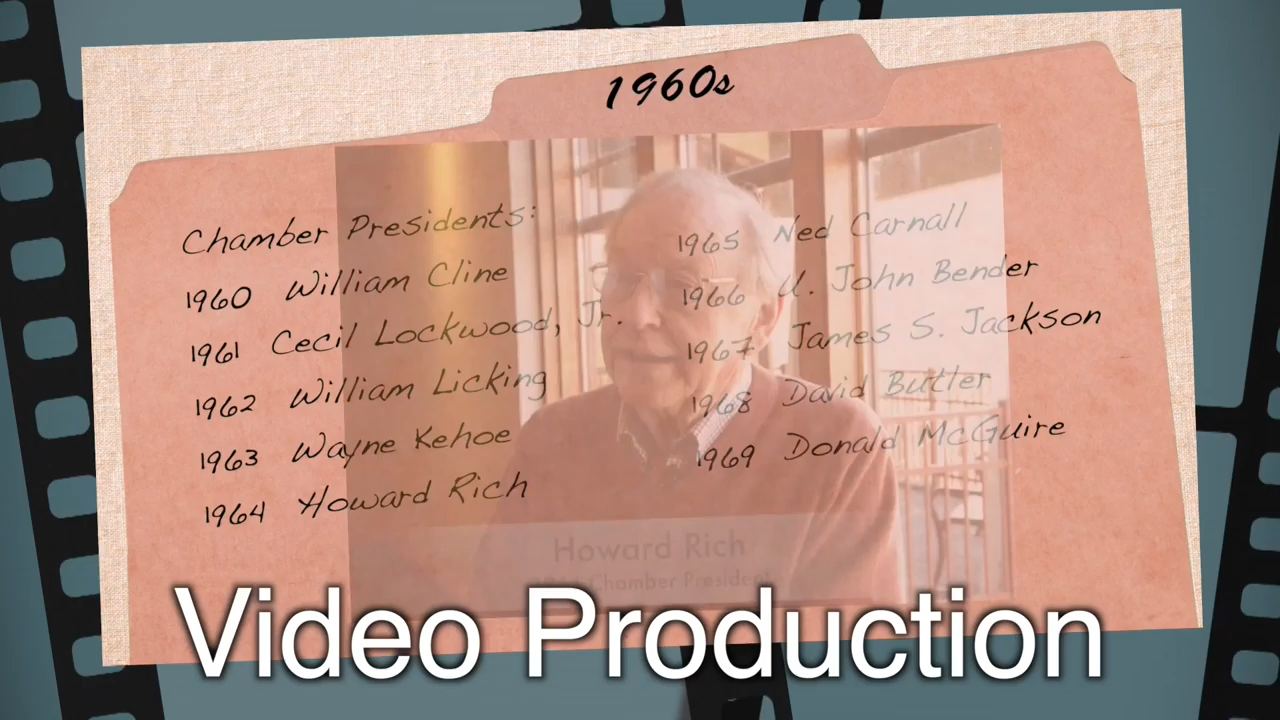 1960s
Chamber Presidents:
1960 William Cline
1961 Cecil Lockwood, Jr.
1962 William Licking
1963 Wayne Kehoe
1964 Howard Rich
1965 Ned Carnall
1966 U. John Bender
1967 James S. Jackson
1968 David Butler
1969 Donald McGuire
Howard Rich
Chamber President
Video Production